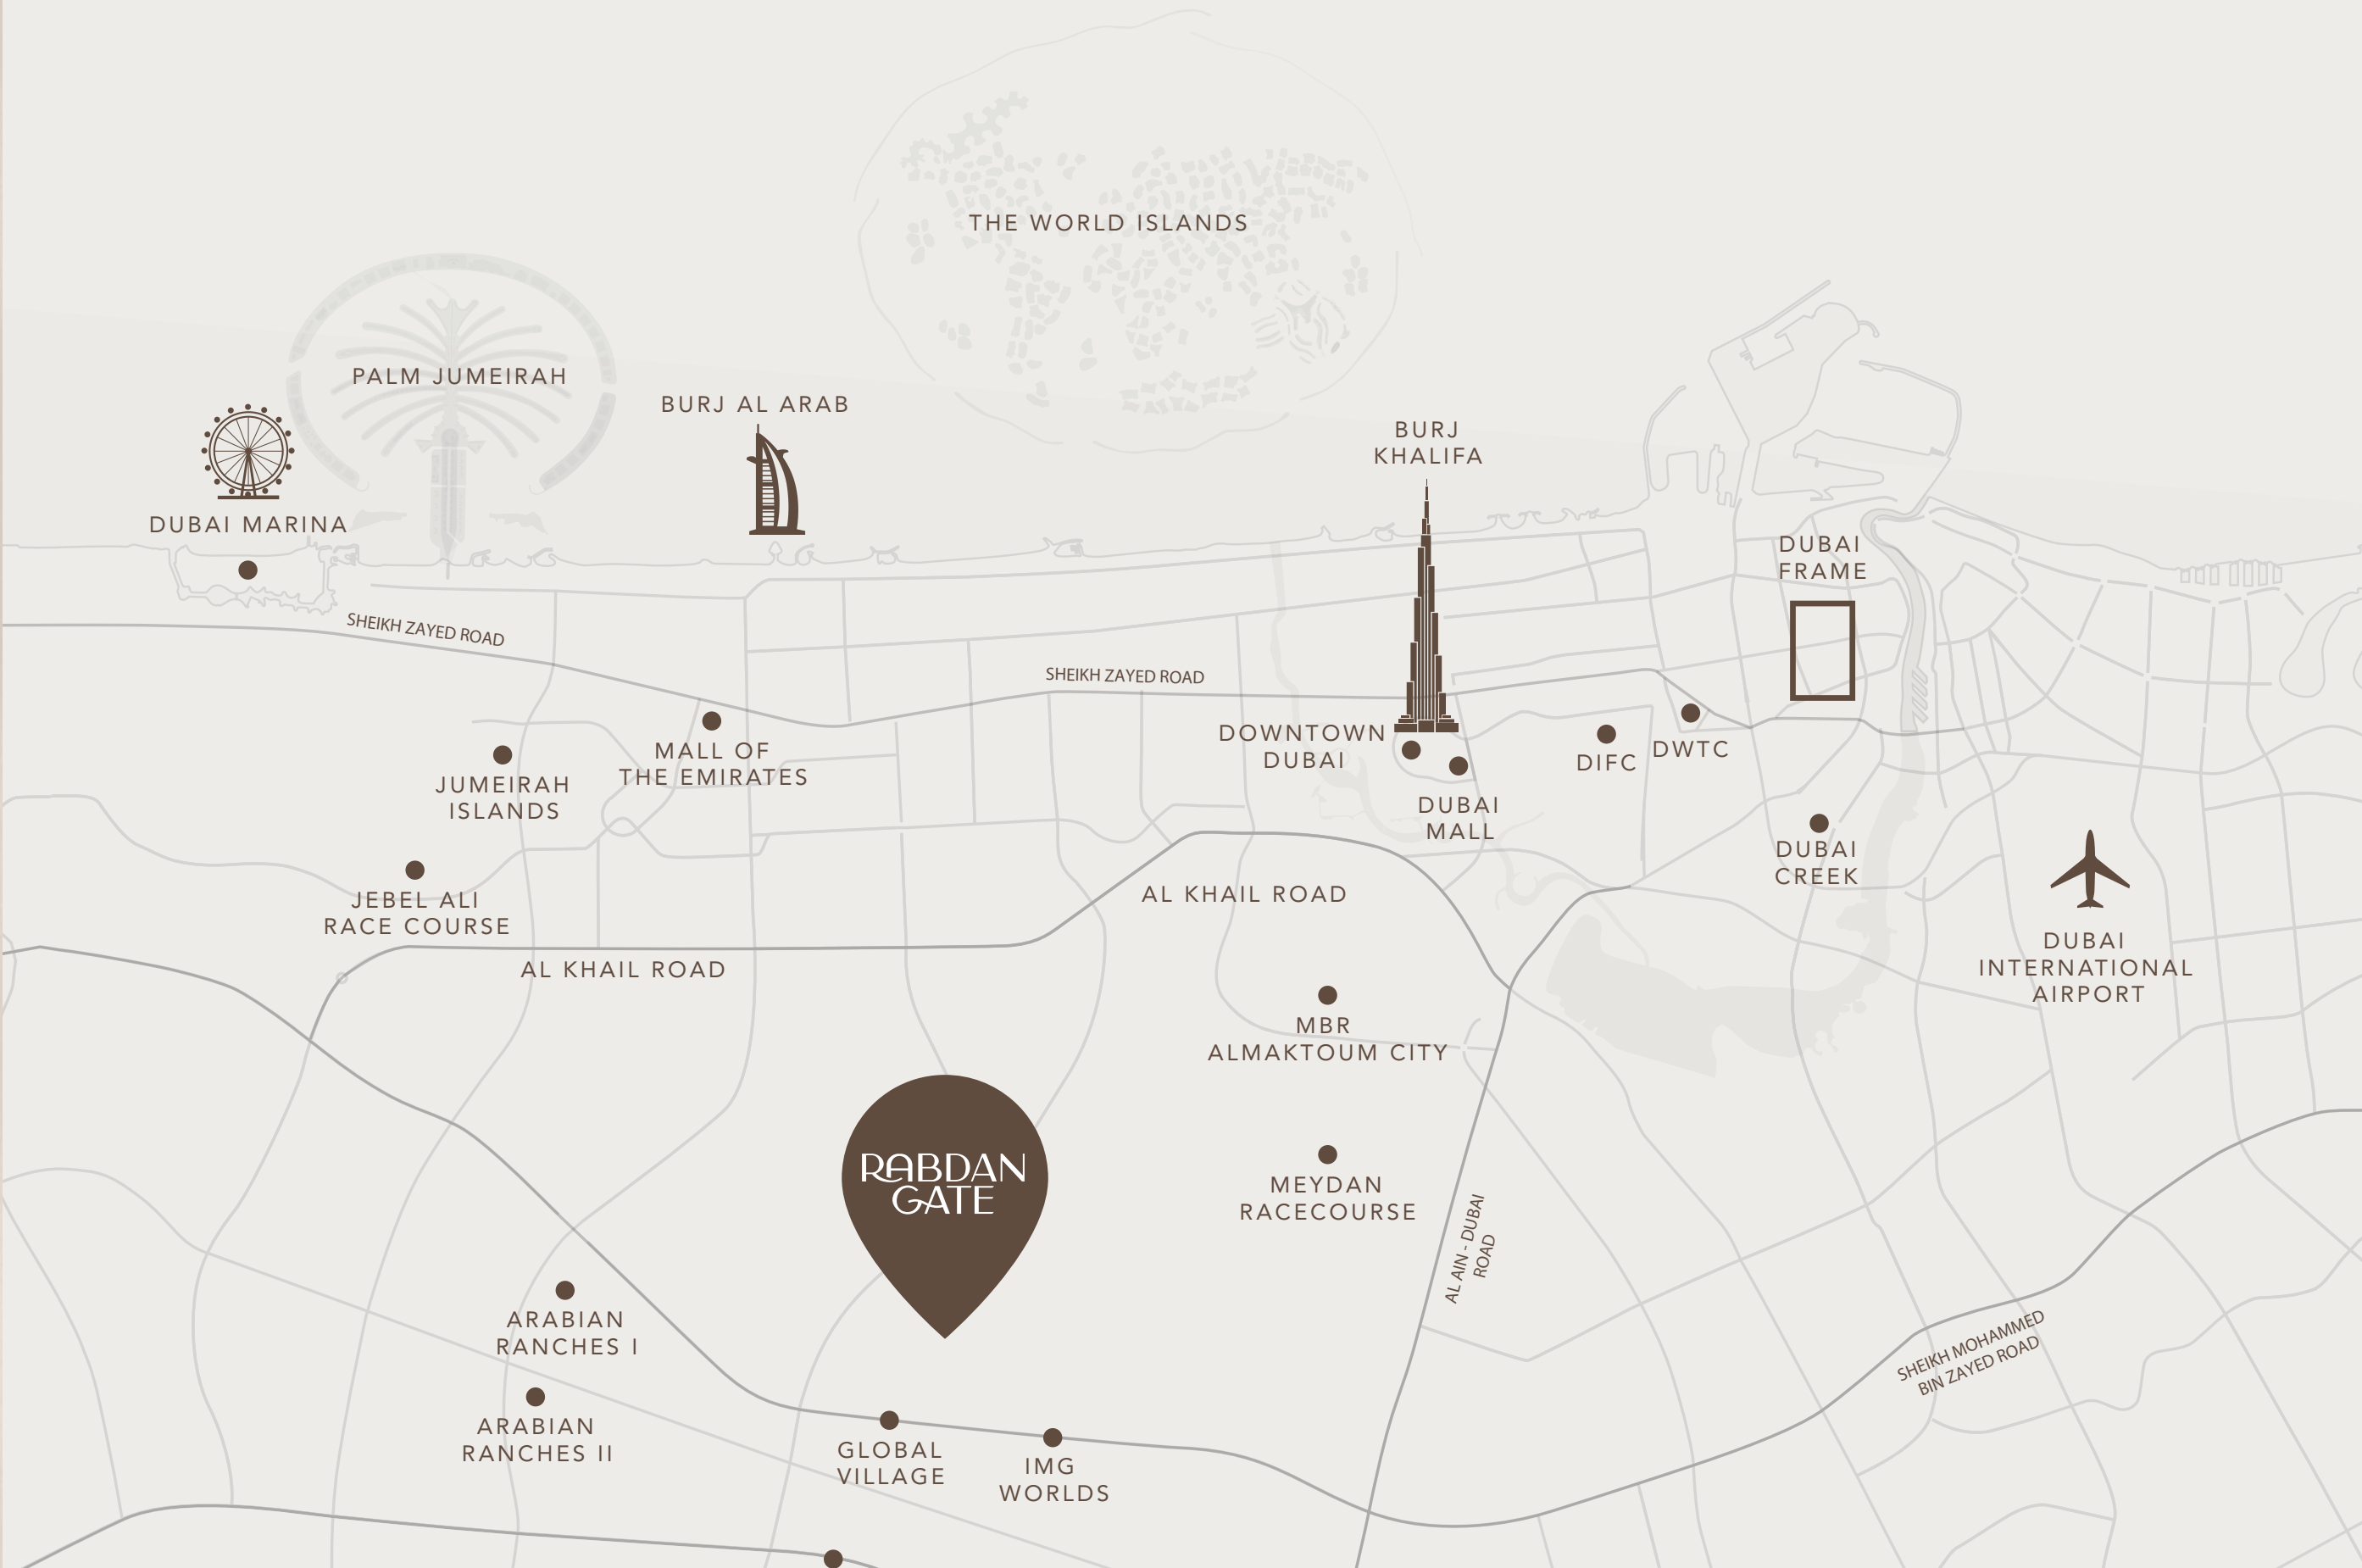 THE WORLD ISLANDS
PALM JUMEIRAH
BURJ AL ARAB
BURJ
KHALIFA
DUBAI MARINA
DUBAI
FRAME
SHEIKH ZAYED ROAD
SHEIKH ZAYED ROAD
DOWNTOWN
DUBAI
MALL OF
THE EMIRATES
DIFC
DWTC
JUMEIRAH
ISLANDS
DUBAI
MALL
DUBAI
CREEK
JEBEL ALI
RACE COURSE
AL KHAIL ROAD
DUBAI
INTERNATIONAL
AIRPORT
AL KHAIL ROAD
MBR
ALMAKTOUM CITY
RABDAN
GATE
MEYDAN
RACECOURSE
AL AIN - DUBAI
ROAD
ARABIAN
RANCHES I
SHEIKH MOHAMMED
BIN ZAYED ROAD
ARABIAN
RANCHES II
GLOBAL
VILLAGE
IMG
WORLDS